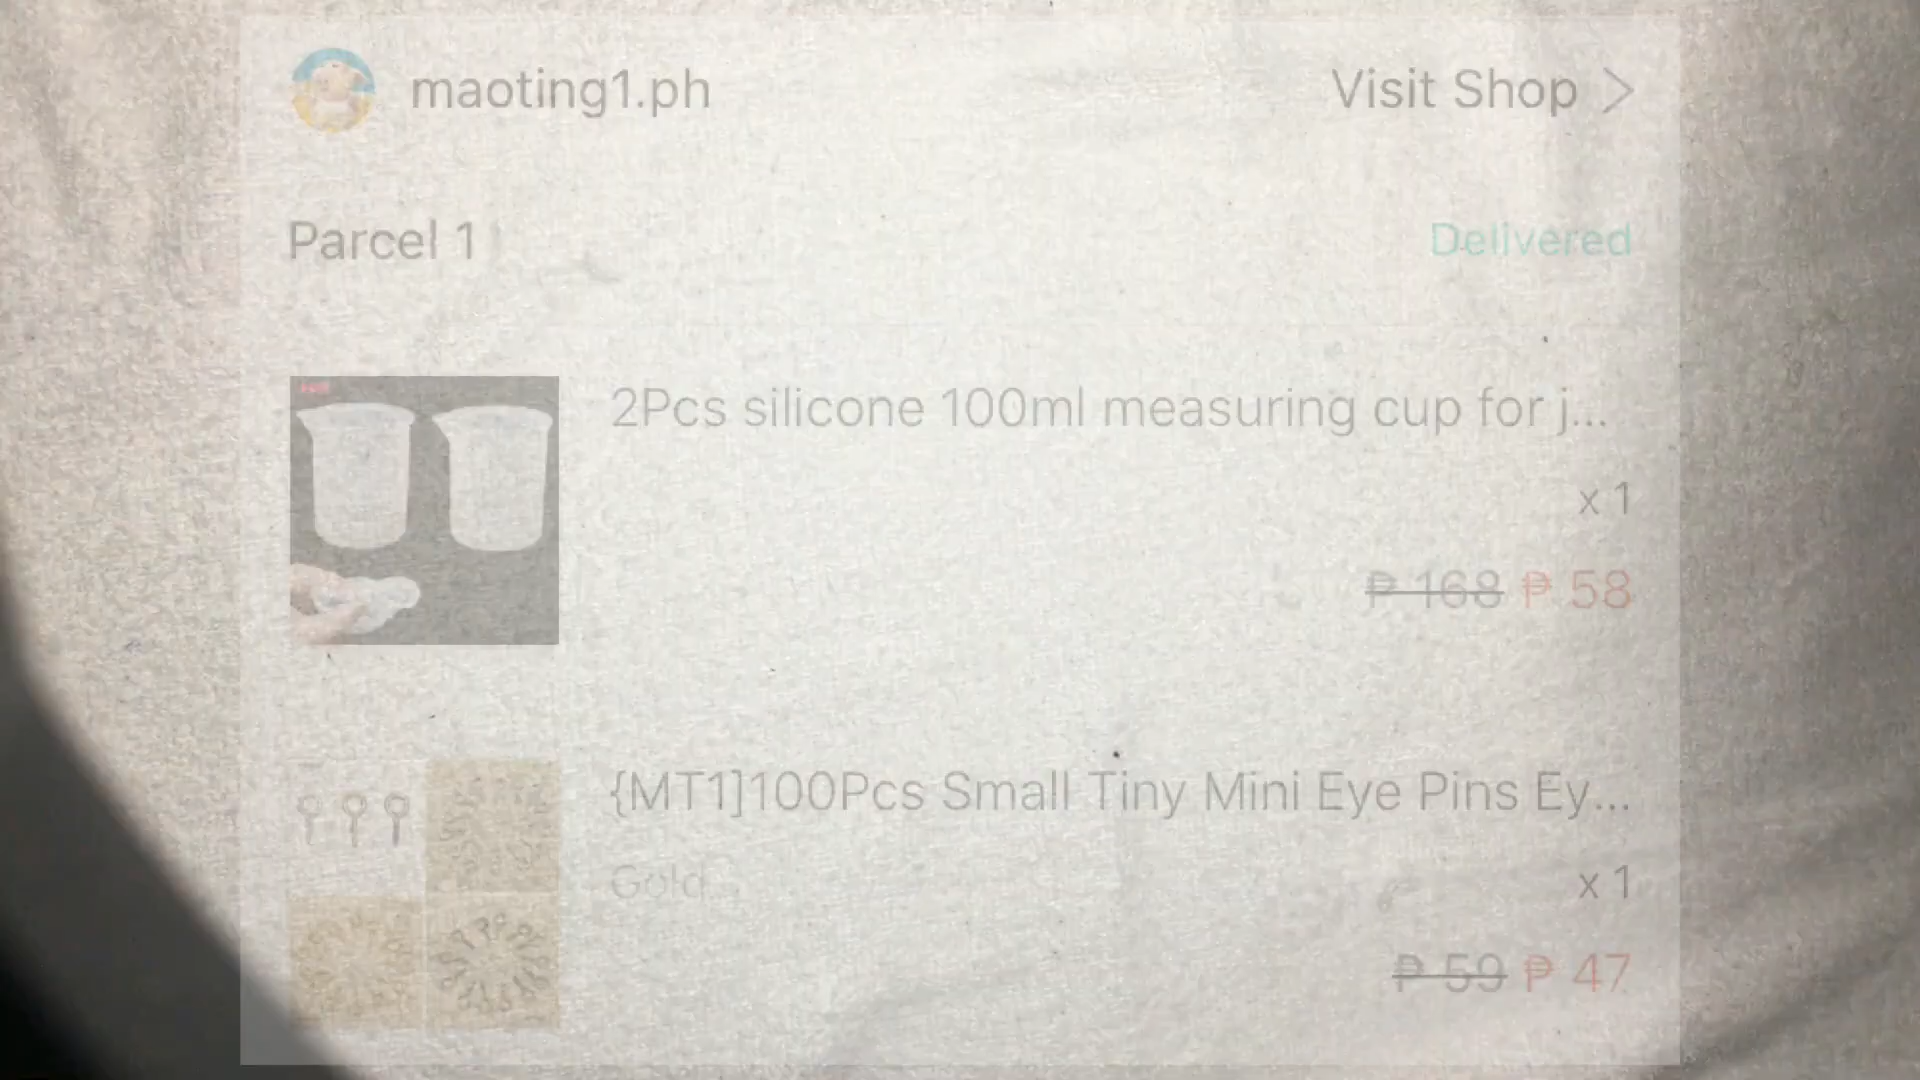 maoting1.ph
Visit Shop >
Parcel 1
Delivered
2Pcs silicone 100ml measuring cup for j...
x 1
₱ 168 ₱ 58
{MT1]100Pcs Small Tiny Mini Eye Pins Ey...
Gold
x 1
₱ 59 ₱ 47